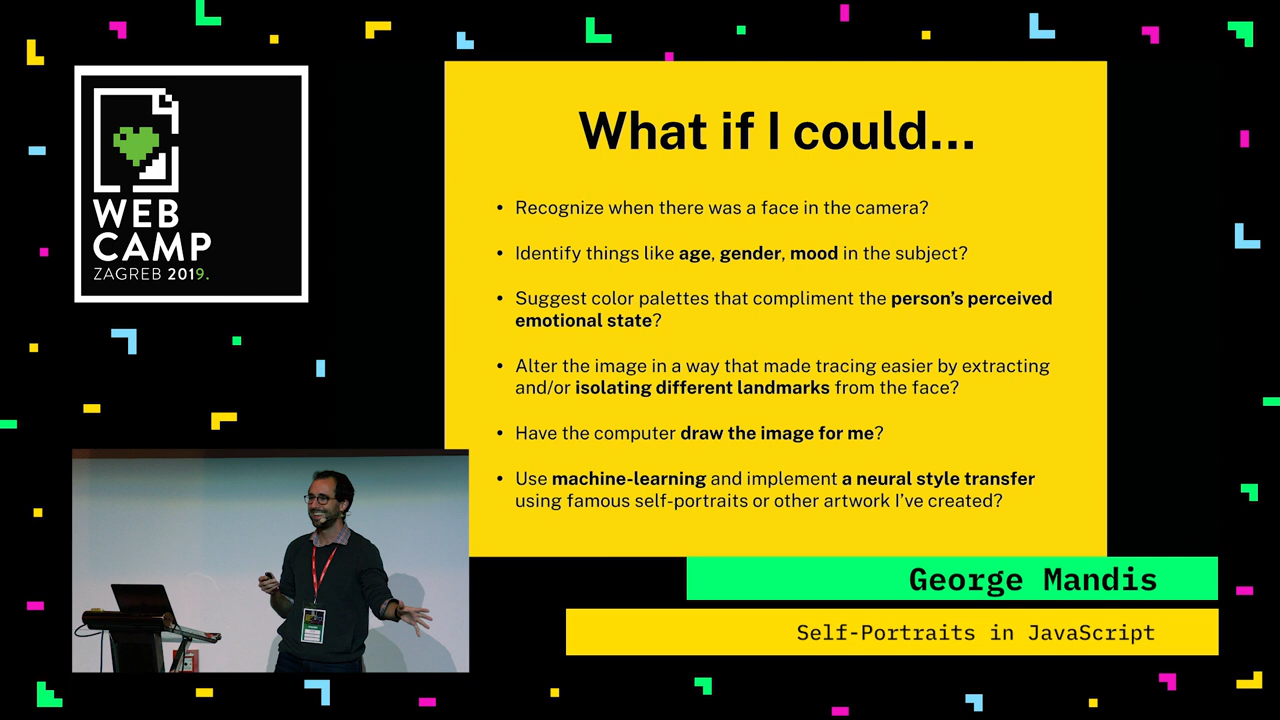 WEB
CAMP
ZAGREB 2019.
What if I could...
• Recognize when there was a face in the camera?
• Identify things like age, gender, mood in the subject?
• Suggest color palettes that compliment the person's perceived
emotional state?
• Alter the image in a way that made tracing easier by extracting
and/or isolating different landmarks from the face?
• Have the computer draw the image for me?
• Use machine-learning and implement a neural style transfer
using famous self-portraits or other artwork I've created?
George Mandis
Self-Portraits in JavaScript